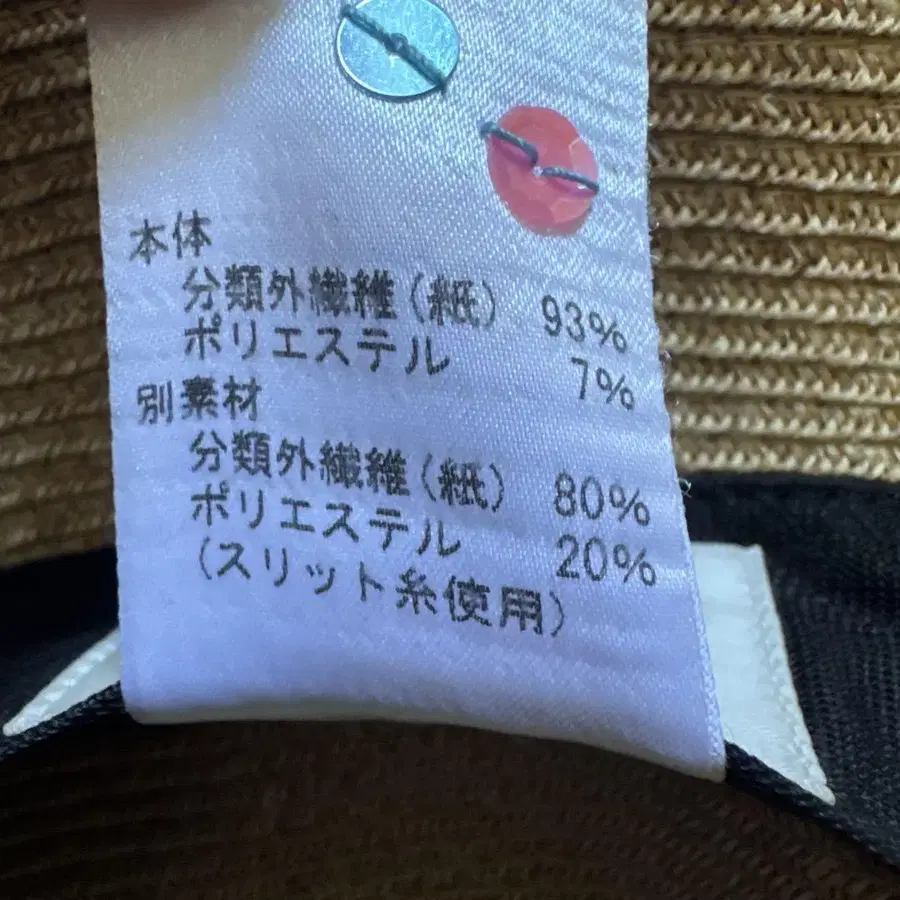 本体
分類外繊維(紙) 93%
ポリエステル 7%
別素材
分類外繊維(紙) 80%
ポリエステル 20%
(スリット糸使用)